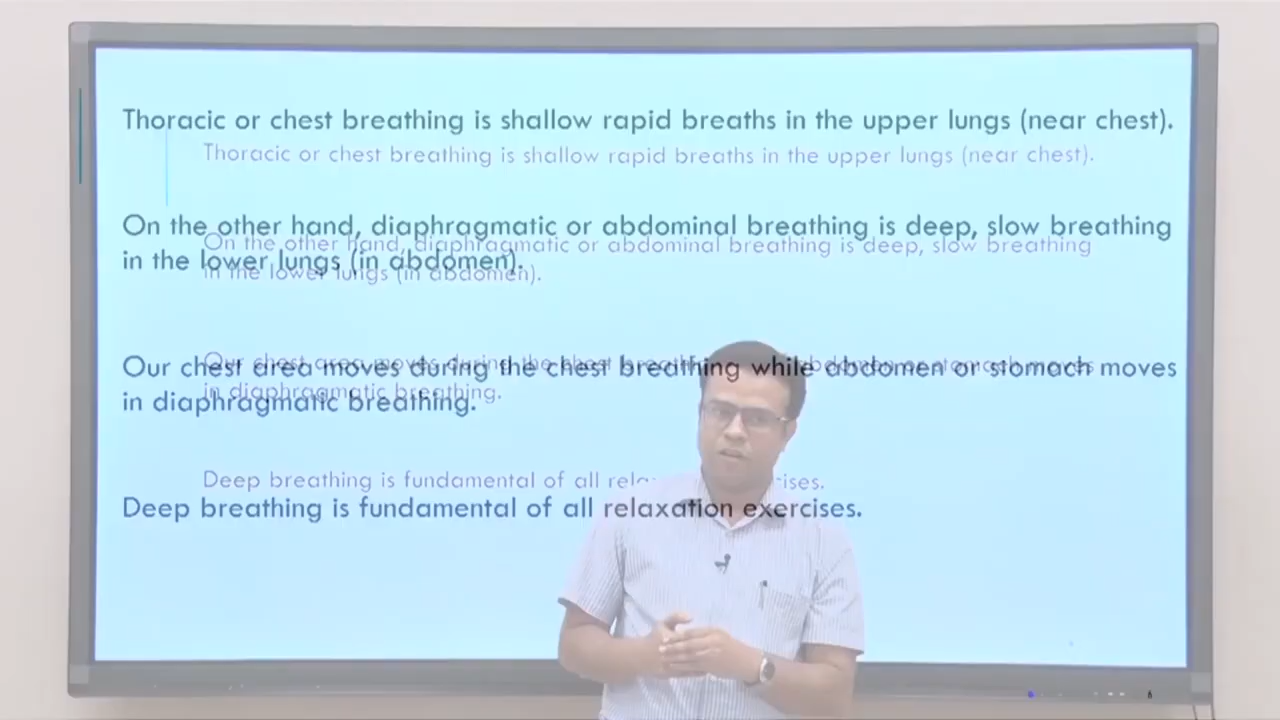 Thoracic or chest breathing is shallow rapid breaths in the upper lungs (near chest).
Thoracic or chest breathing is shallow rapid breaths in the upper lungs (near chest).
On the other hand, diaphragmatic or abdominal breathing is deep, slow breathing
On the other hand, diaphragmatic or abdominal breathing is deep, slow breathing
in the lower lungs (in abdomen).
in the lower lungs (in abdomen).
Our chest area moves during the chest breathing while abdomen or stomach moves
Our chest area moves during the chest abdomen or stomach moves
in diaphragmatic breathing.
in diaphragmatic breathing.
Deep breathing is fundamental of all
Deep breathing is fundamental of all relaxation exercises.